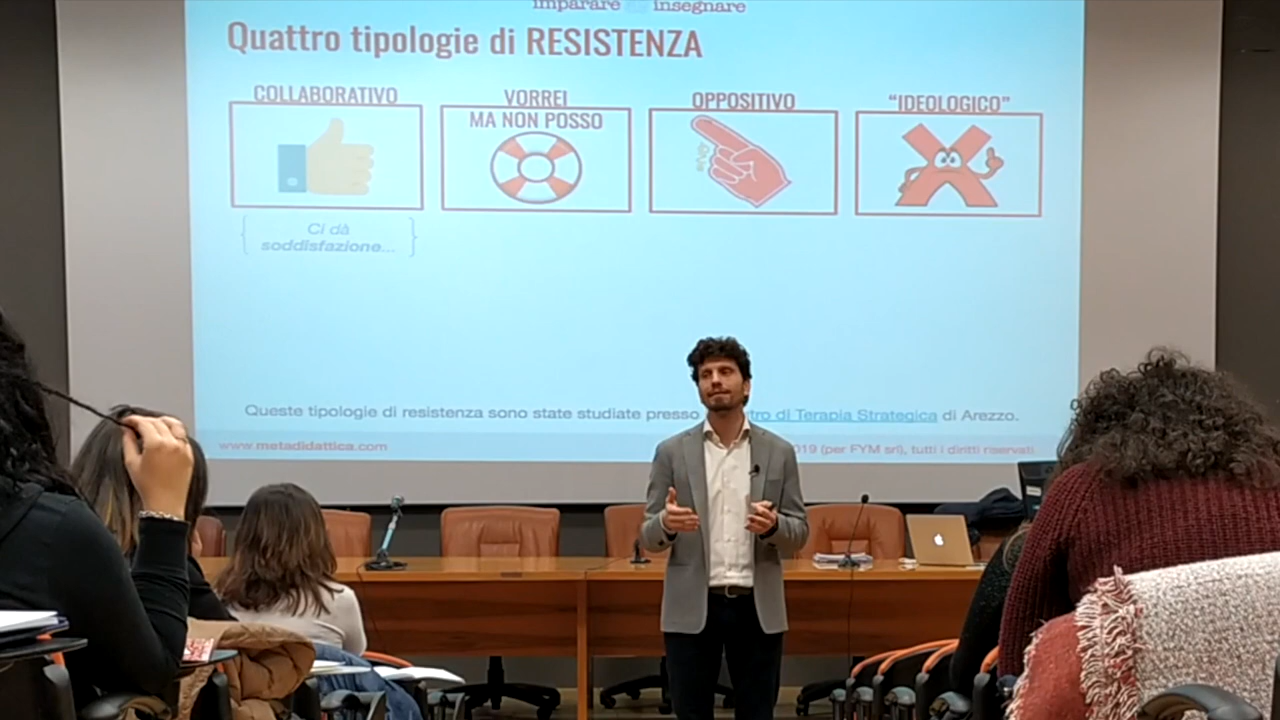 imparare insegnare
Quattro tipologie di RESISTENZA
COLLABORATIVO
VORREI
MA NON POSSO
OPPOSITIVO
“IDEOLOGICO”
Ci dà
soddisfazione...
Queste tipologie di resistenza sono state studiate presso tro di Terapia Strategica di Arezzo.
www.metadidattica.com
019 (per FYM srl), tutti i diritti riservati